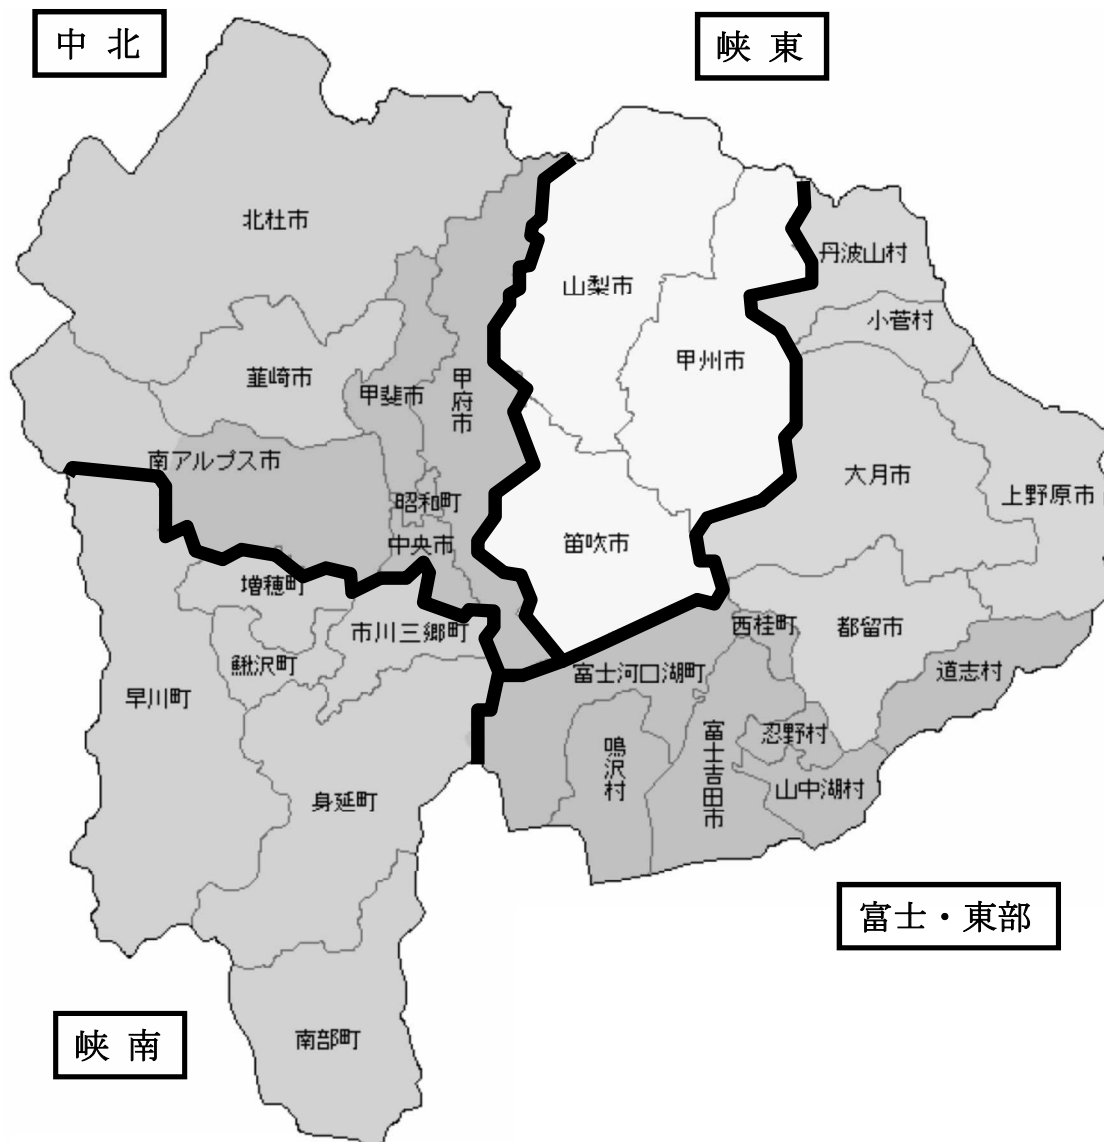 中北
峡東
北杜市
丹波山村
山梨市
小菅村
甲州市
韮崎市
甲斐市
甲府市
南アルプス市
大月市
上野原市
昭和町
中央市
笛吹市
増穂町
市川三郷町
西桂町
都留市
鰍沢町
富士河口湖町
道志村
早川町
鳴沢村
富士吉田市
忍野村
山中湖村
身延町
富士・東部
峡南
南部町